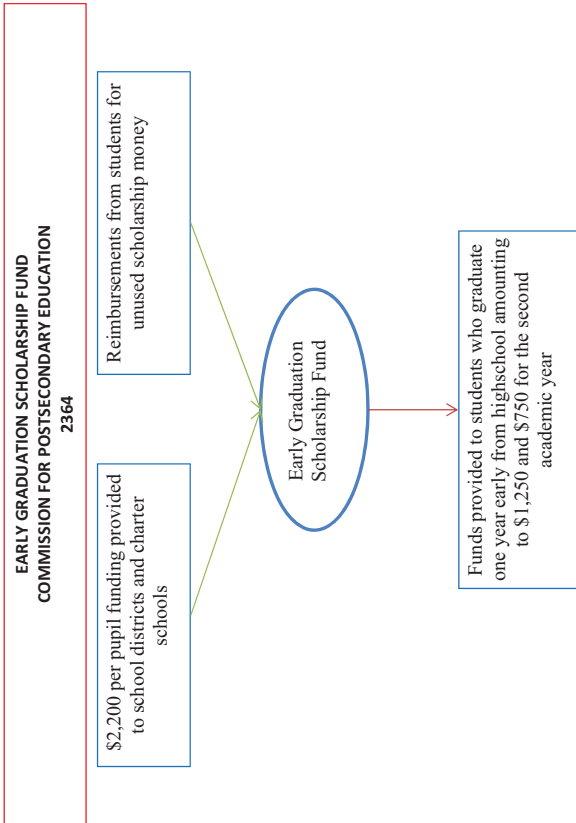 EARLY GRADUATION SCHOLARSHIP FUND
COMMISSION FOR POSTSECONDARY EDUCATION
2364
$2,200 per pupil funding provided
to school districts and charter
schools
Reimbursements from students for
unused scholarship money
Early Graduation
Scholarship Fund
Funds provided to students who graduate
one year early from highschool amounting
to $1,250 and $750 for the second
academic year